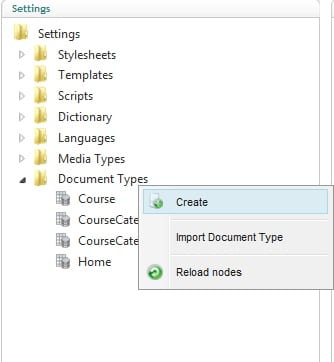 Settings
Settings
Stylesheets
Templates
Scripts
Dictionary
Languages
Media Types
Document Types
Course
Create
CourseCate
Import Document Type
CourseCate
Home
Reload nodes